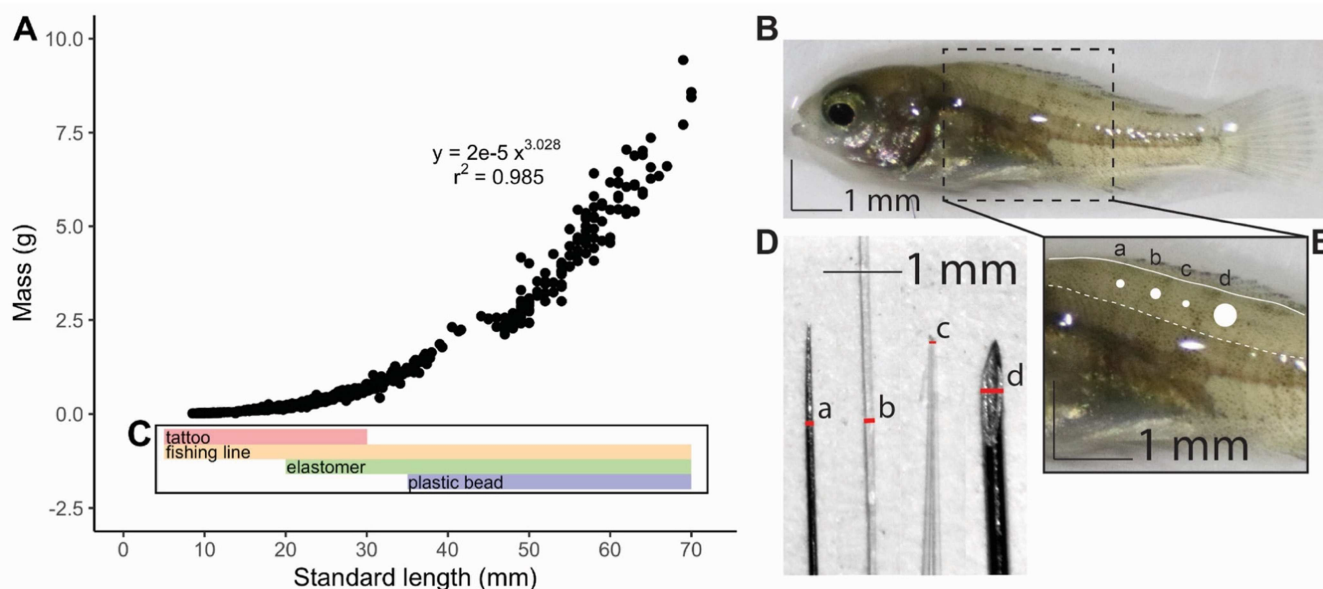 A
10.0
7.5
5.0
2.5
0.0
-2.5
Mass (g)
y = 2e-5 x^3.028
r^2 = 0.985
C
tattoo
fishing line
elastomer
plastic bead
0 10 20 30 40 50 60 70
Standard length (mm)
B
1 mm
D
1 mm
a
b
c
d
E
a
b
c
d
1 mm